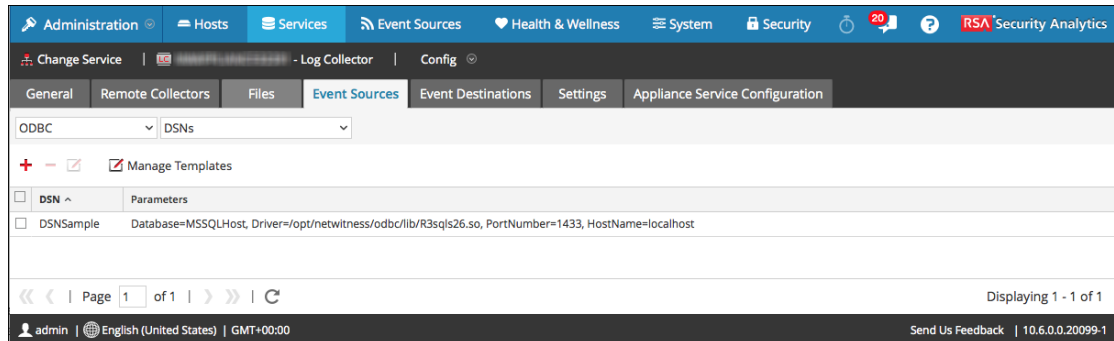 Administration Hosts Services Event Sources Health & Wellness System Security 20 ? RSA Security Analytics
Change Service | LC - Log Collector | Config
General Remote Collectors Files Event Sources Event Destinations Settings Appliance Service Configuration
ODBC DSNs
Manage Templates
DSN Parameters
DSNSample Database=MSSQLHost, Driver=/opt/netwitness/odbc/lib/R3sqls26.so, PortNumber=1433, HostName=localhost
| Page 1 of 1 | | Displaying 1 - 1 of 1
admin | English (United States) | GMT+00:00 Send Us Feedback | 10.6.0.0.20099-1